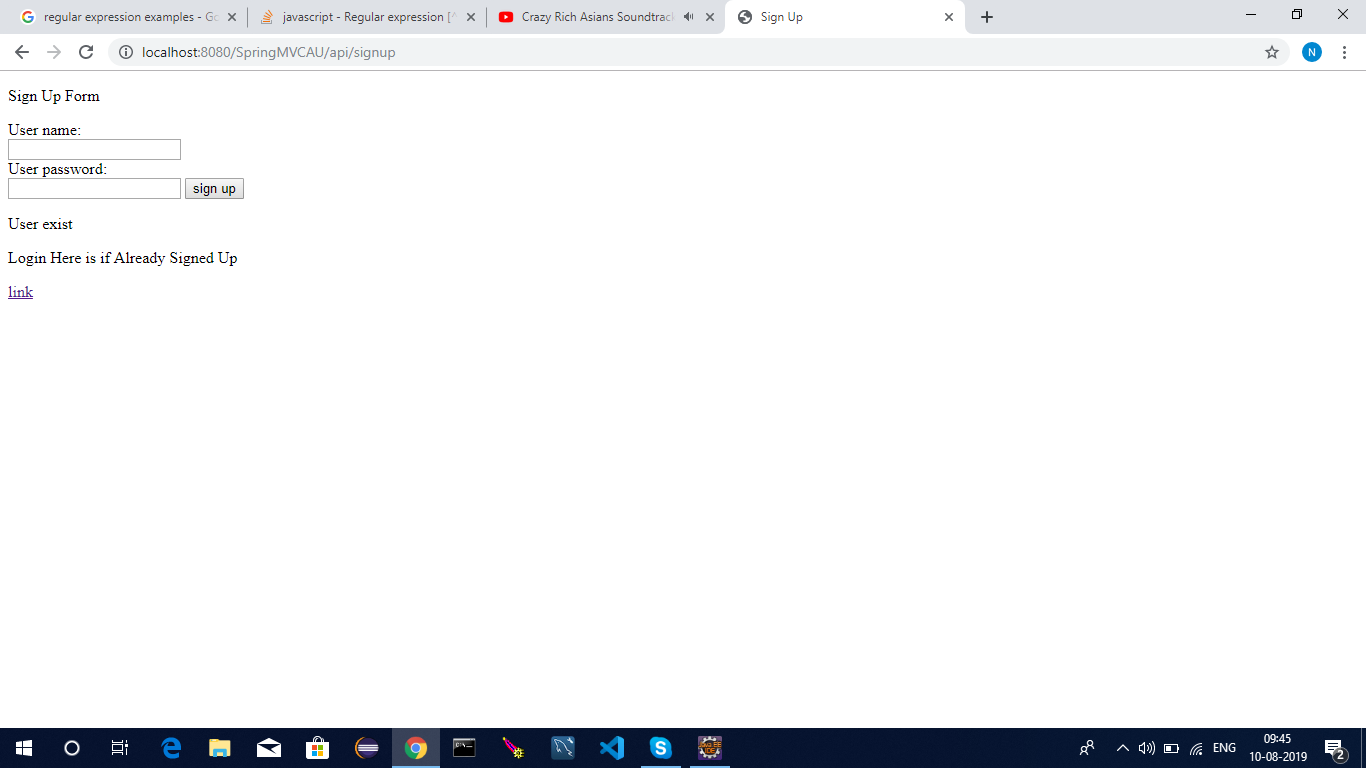 regular expression examples - Go
javascript - Regular expression [^
Crazy Rich Asians Soundtrack
Sign Up
localhost:8080/SpringMVCAU/api/signup
N
Sign Up Form
User name:
User password:
sign up
User exist
Login Here is if Already Signed Up
link
ENG
09:45
10-08-2019
2